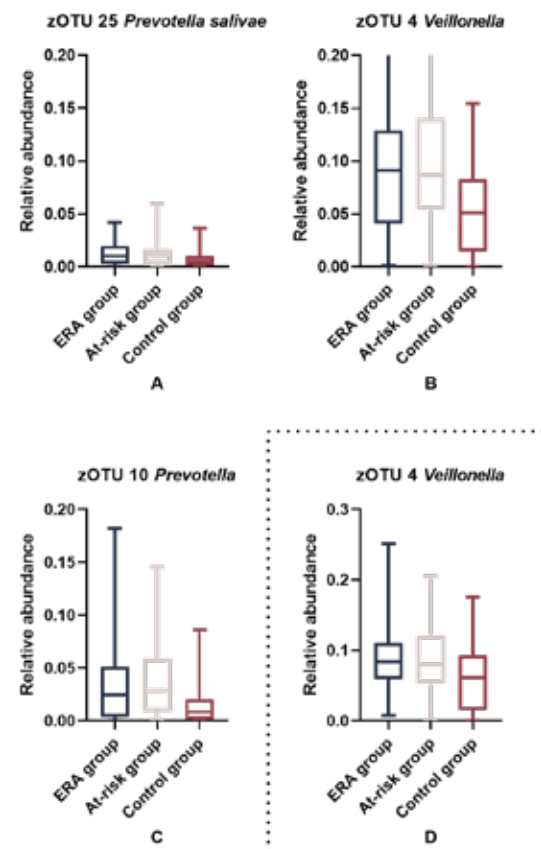 zOTU 25 Prevotella salivae
0.20
0.15
0.10
0.05
0.00
Relative abundance
ERA group
At-risk group
Control group
A
zOTU 4 Veillonella
0.20
0.15
0.10
0.05
0.00
Relative abundance
ERA group
At-risk group
Control group
B
zOTU 10 Prevotella
0.20
0.15
0.10
0.05
0.00
Relative abundance
ERA group
At-risk group
Control group
C
zOTU 4 Veillonella
0.3
0.2
0.1
0.0
Relative abundance
ERA group
At-risk group
Control group
D